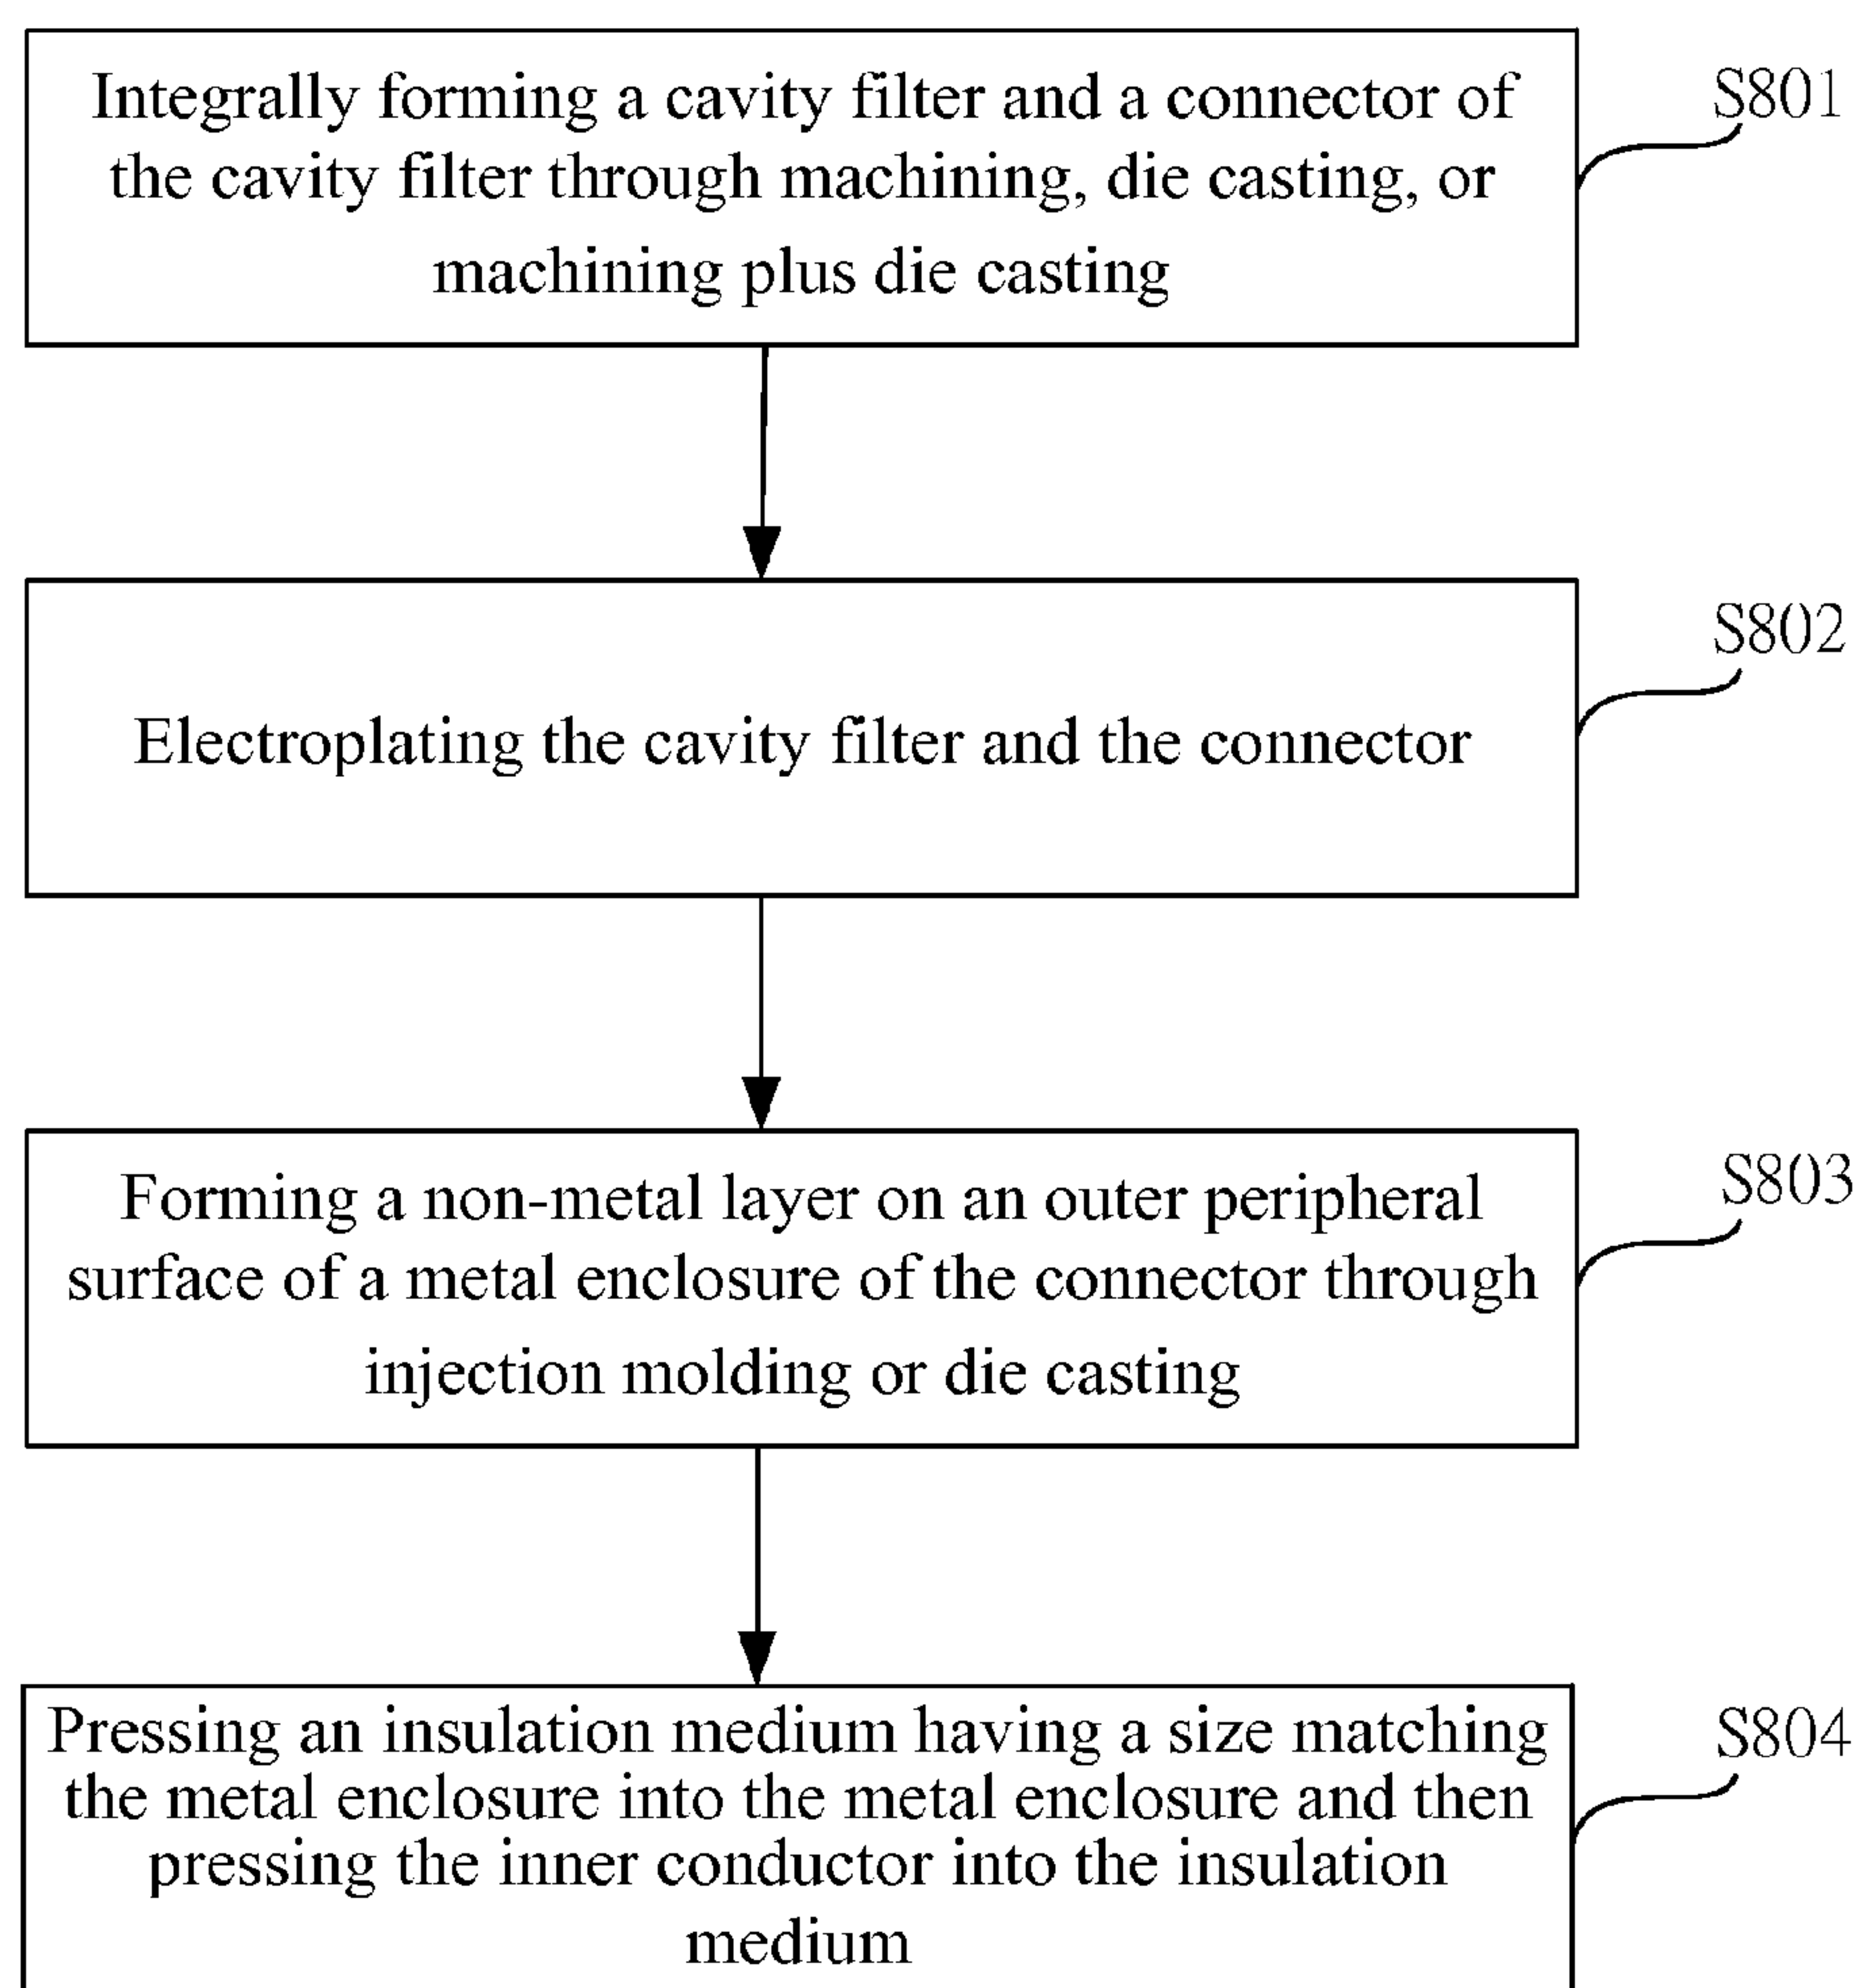 Integrally forming a cavity filter and a connector of
the cavity filter through machining, die casting, or
machining plus die casting
S801
Electroplating the cavity filter and the connector
S802
Forming a non-metal layer on an outer peripheral
surface of a metal enclosure of the connector through
injection molding or die casting
S803
Pressing an insulation medium having a size matching
the metal enclosure into the metal enclosure and then
pressing the inner conductor into the insulation
medium
S804